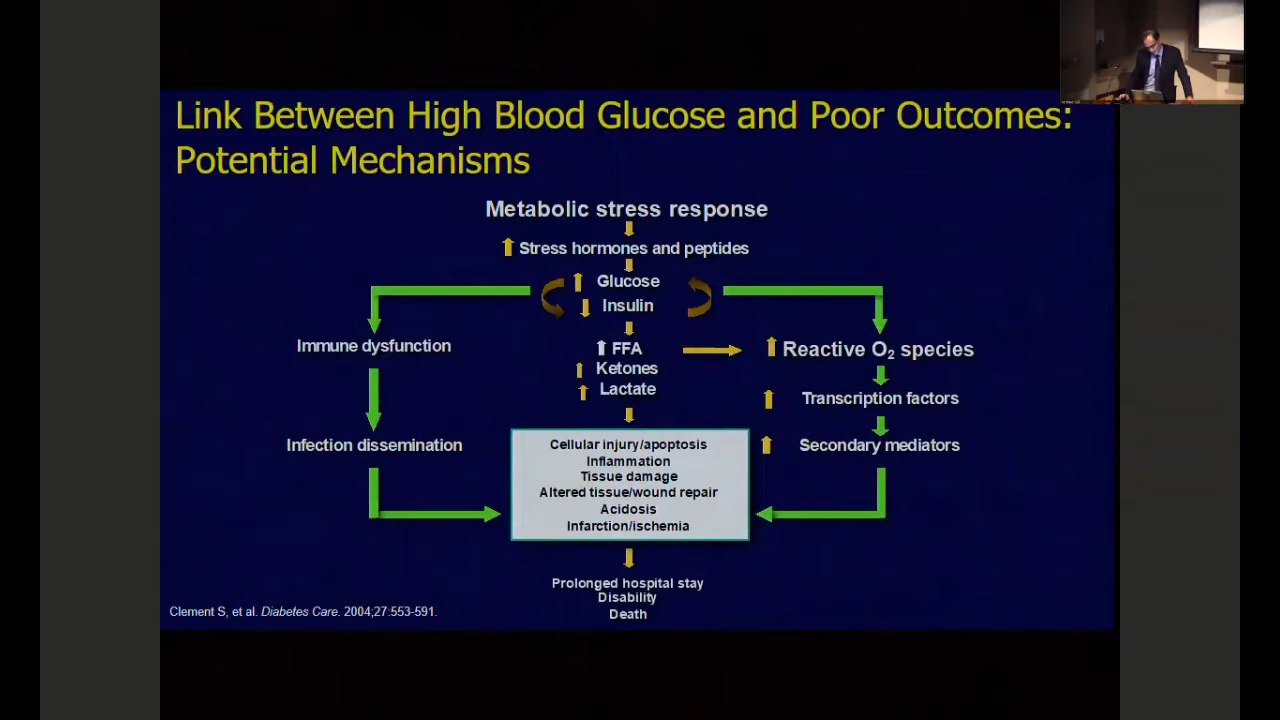 Link Between High Blood Glucose and Poor Outcomes:
Potential Mechanisms
Metabolic stress response
Stress hormones and peptides
Glucose
Insulin
Immune dysfunction
FFA
Ketones
Lactate
Reactive O₂ species
Transcription factors
Infection dissemination
Secondary mediators
Cellular injury/apoptosis
Inflammation
Tissue damage
Altered tissue/wound repair
Acidosis
Infarction/ischemia
Prolonged hospital stay
Disability
Death
Clement S, et al. Diabetes Care. 2004;27:553-591.